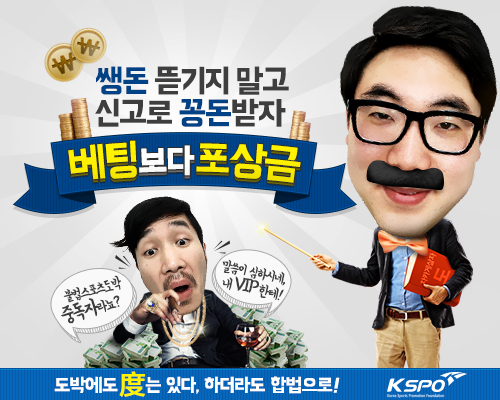 ₩
₩
쌩돈 뜯기지 말고
신고로 꽁돈받자
베팅보다 포상금
불법스포츠도박
중독자라고?
말씀이 심하시네,
내 VIP한테!
도박에도 度는 있다, 하더라도 합법으로!
KSPO
Korea Sports Promotion Foundation